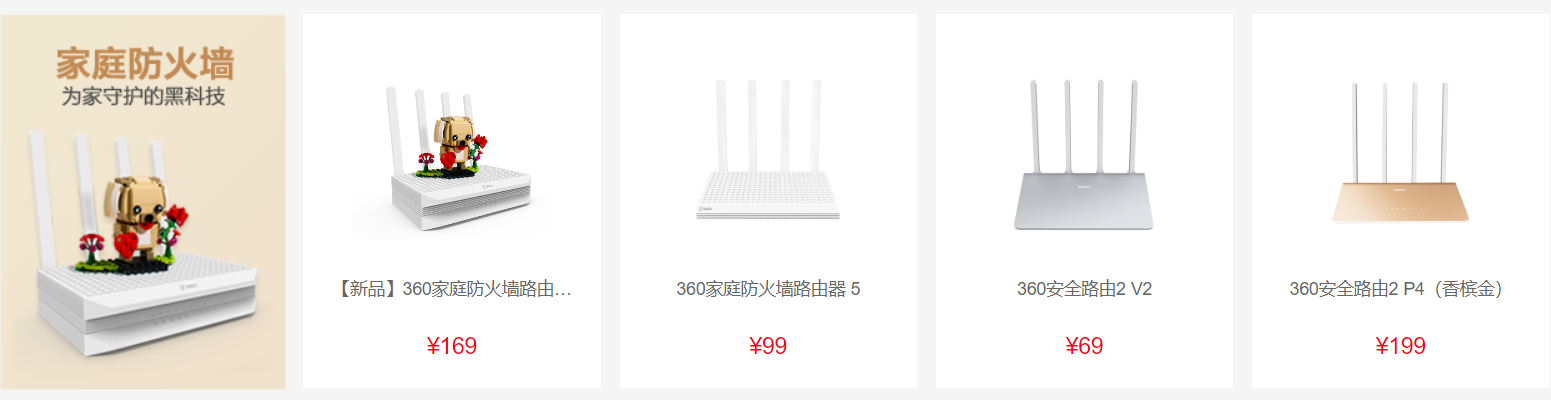 家庭防火墙
为家守护的黑科技
【新品】360家庭防火墙路由…
¥169
360家庭防火墙路由器 5
¥99
360安全路由2 V2
¥69
360安全路由2 P4（香槟金）
¥199